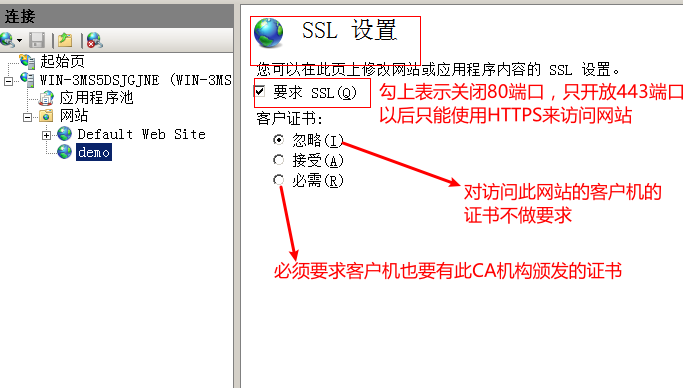 连接
起始页
WIN-3MS5DSJGJNE (WIN-3MS
应用程序池
网站
Default Web Site
demo
SSL 设置
您可以在此页上修改网站或应用程序内容的 SSL 设置。
要求 SSL(Q)
勾上表示关闭80端口，只开放443端口
以后只能使用HTTPS来访问网站
客户证书:
忽略(I)
接受(A)
必需(R)
对访问此网站的客户机的
证书不做要求
必须要求客户机也要有此CA机构颁发的证书